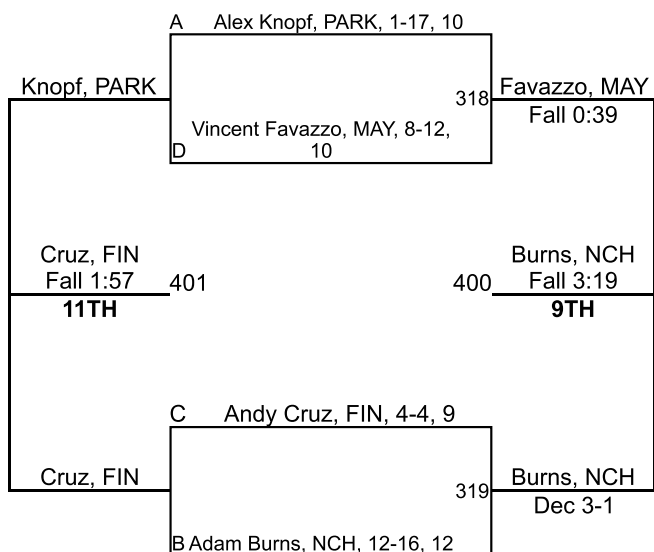 A Alex Knopf, PARK, 1-17, 10
Knopf, PARK
318
Favazzo, MAY
Fall 0:39
Vincent Favazzo, MAY, 8-12,
D 10
Cruz, FIN
Fall 1:57
401
11TH
Burns, NCH
400
Fall 3:19
9TH
C Andy Cruz, FIN, 4-4, 9
Cruz, FIN
319
Burns, NCH
Dec 3-1
B Adam Burns, NCH, 12-16, 12